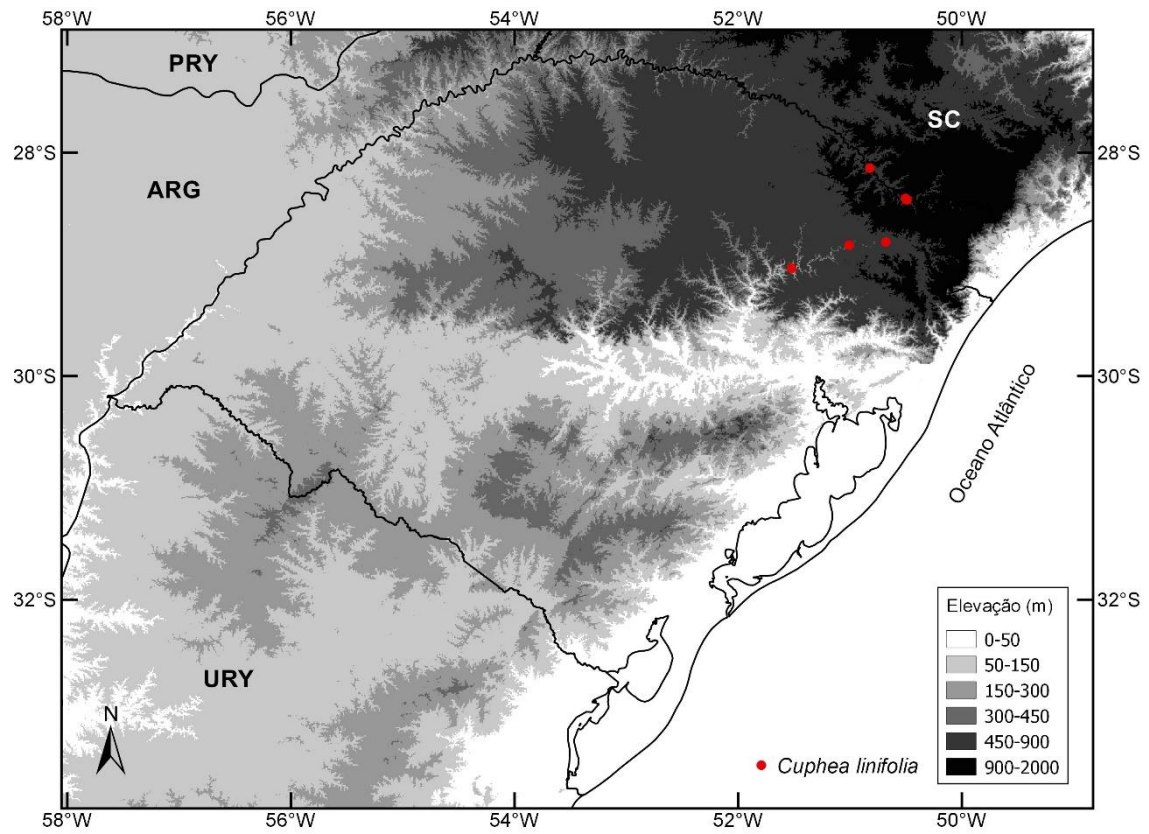 58°W 56°W 54°W 52°W 50°W
PRY
SC
28°S 28°S
ARG
30°S 30°S
Oceano Atlântico
32°S 32°S
Elevação (m)
0-50
50-150
150-300
300-450
450-900
900-2000
URY
N
Cuphea linifolia
58°W 56°W 54°W 52°W 50°W